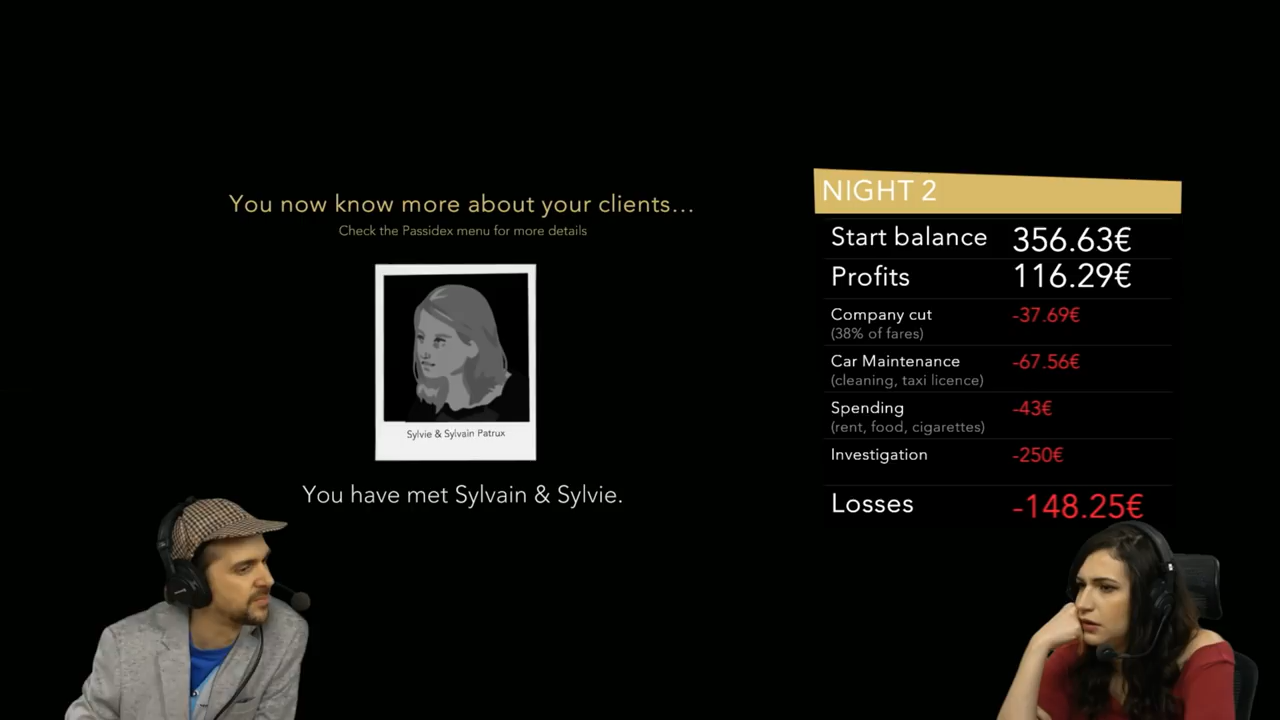 You now know more about your clients...
Check the Passidex menu for more details
Sylvie & Sylvain Patrux
You have met Sylvain & Sylvie.
NIGHT 2
Start balance 356.63€
Profits 116.29€
Company cut -37.69€
(38% of fares)
Car Maintenance -67.56€
(cleaning, taxi licence)
Spending -43€
(rent, food, cigarettes)
Investigation -250€
Losses -148.25€